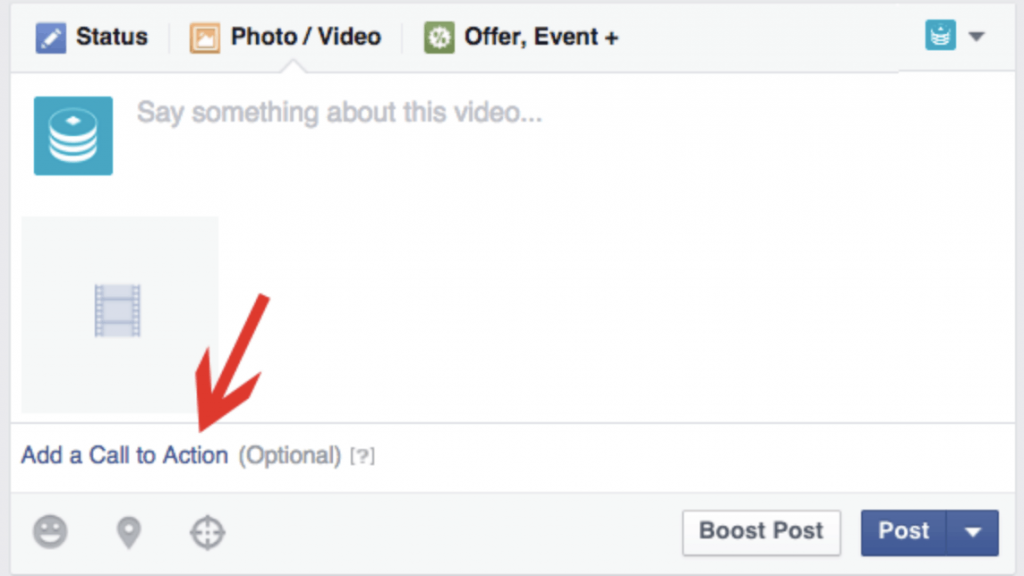 Status Photo / Video Offer, Event +
Say something about this video...
Add a Call to Action (Optional) [?]
Boost Post Post